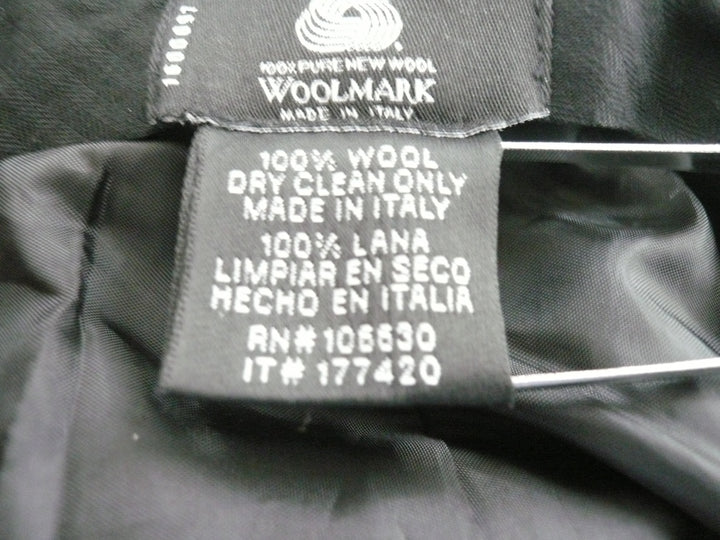 100% PURE NEW WOOL
WOOLMARK
MADE IN ITALY
100% WOOL
DRY CLEAN ONLY
MADE IN ITALY
100% LANA
LIMPIAR EN SECO
HECHO EN ITALIA
RN# 106630
IT# 177420